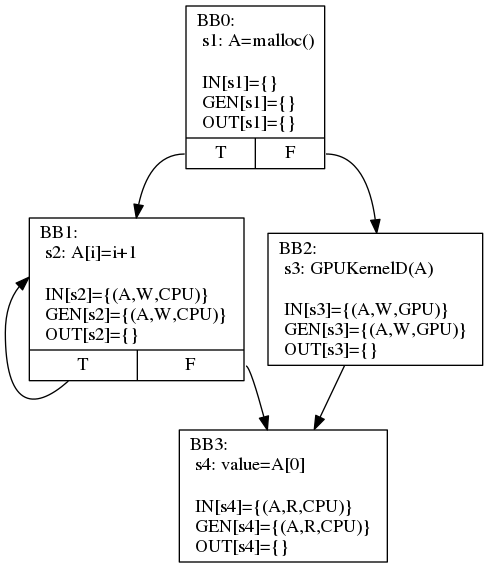 BB0:
s1: A=malloc()
IN[s1]={}
GEN[s1]={}
OUT[s1]={}
T F
BB1:
s2: A[i]=i+1
IN[s2]={(A,W,CPU)}
GEN[s2]={(A,W,CPU)}
OUT[s2]={}
T F
BB2:
s3: GPUKernelD(A)
IN[s3]={(A,W,GPU)}
GEN[s3]={(A,W,GPU)}
OUT[s3]={}
BB3:
s4: value=A[0]
IN[s4]={(A,R,CPU)}
GEN[s4]={(A,R,CPU)}
OUT[s4]={}